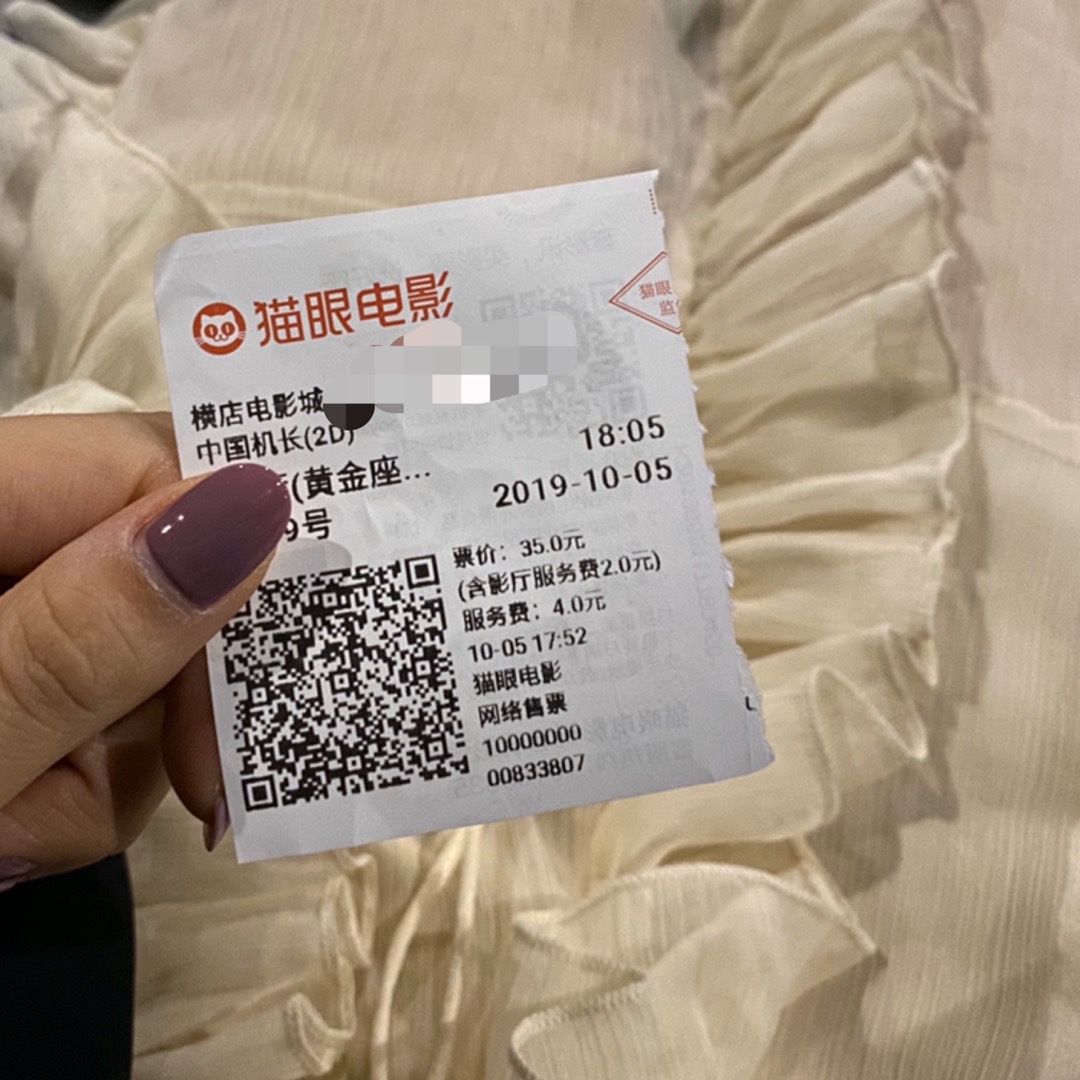 猫眼电影
猫眼
监
横店电影城
中国机长(2D)
18:05
(黄金座...
2019-10-05
9号
票价：35.0元
(含影厅服务费2.0元)
服务费：4.0元
10-05 17:52
猫眼电影
网络售票
10000000
00833807